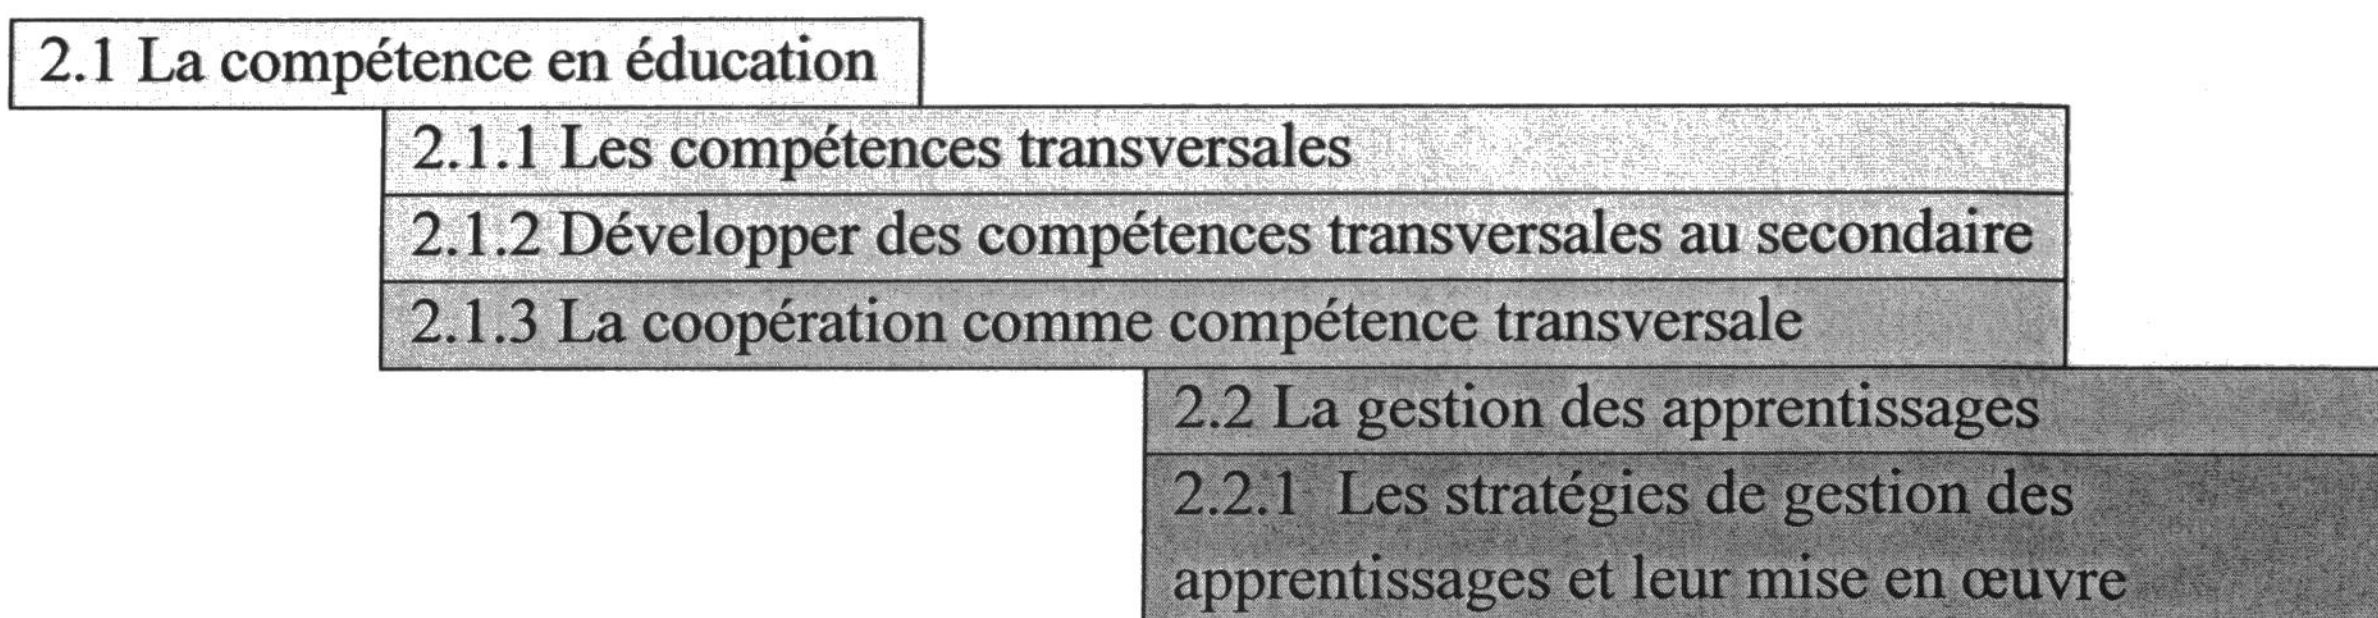 2.1 La compétence en éducation
2.1.1 Les compétences transversales
2.1.2 Développer des compétences transversales au secondaire
2.1.3 La coopération comme compétence transversale
2.2 La gestion des apprentissages
2.2.1 Les stratégies de gestion des
apprentissages et leur mise en œuvre